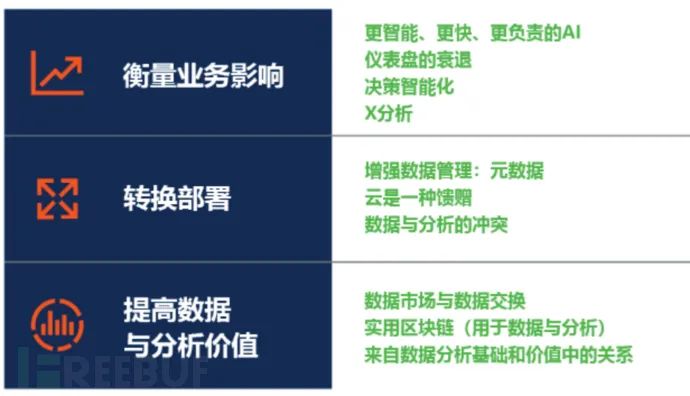 衡量业务影响
更智能、更快、更负责的AI
仪表盘的衰退
决策智能化
X分析
转换部署
增强数据管理：元数据
云是一种馈赠
数据与分析的冲突
提高数据
与分析价值
数据市场与数据交换
实用区块链（用于数据与分析）
来自数据分析基础和价值中的关系
FREEBUF